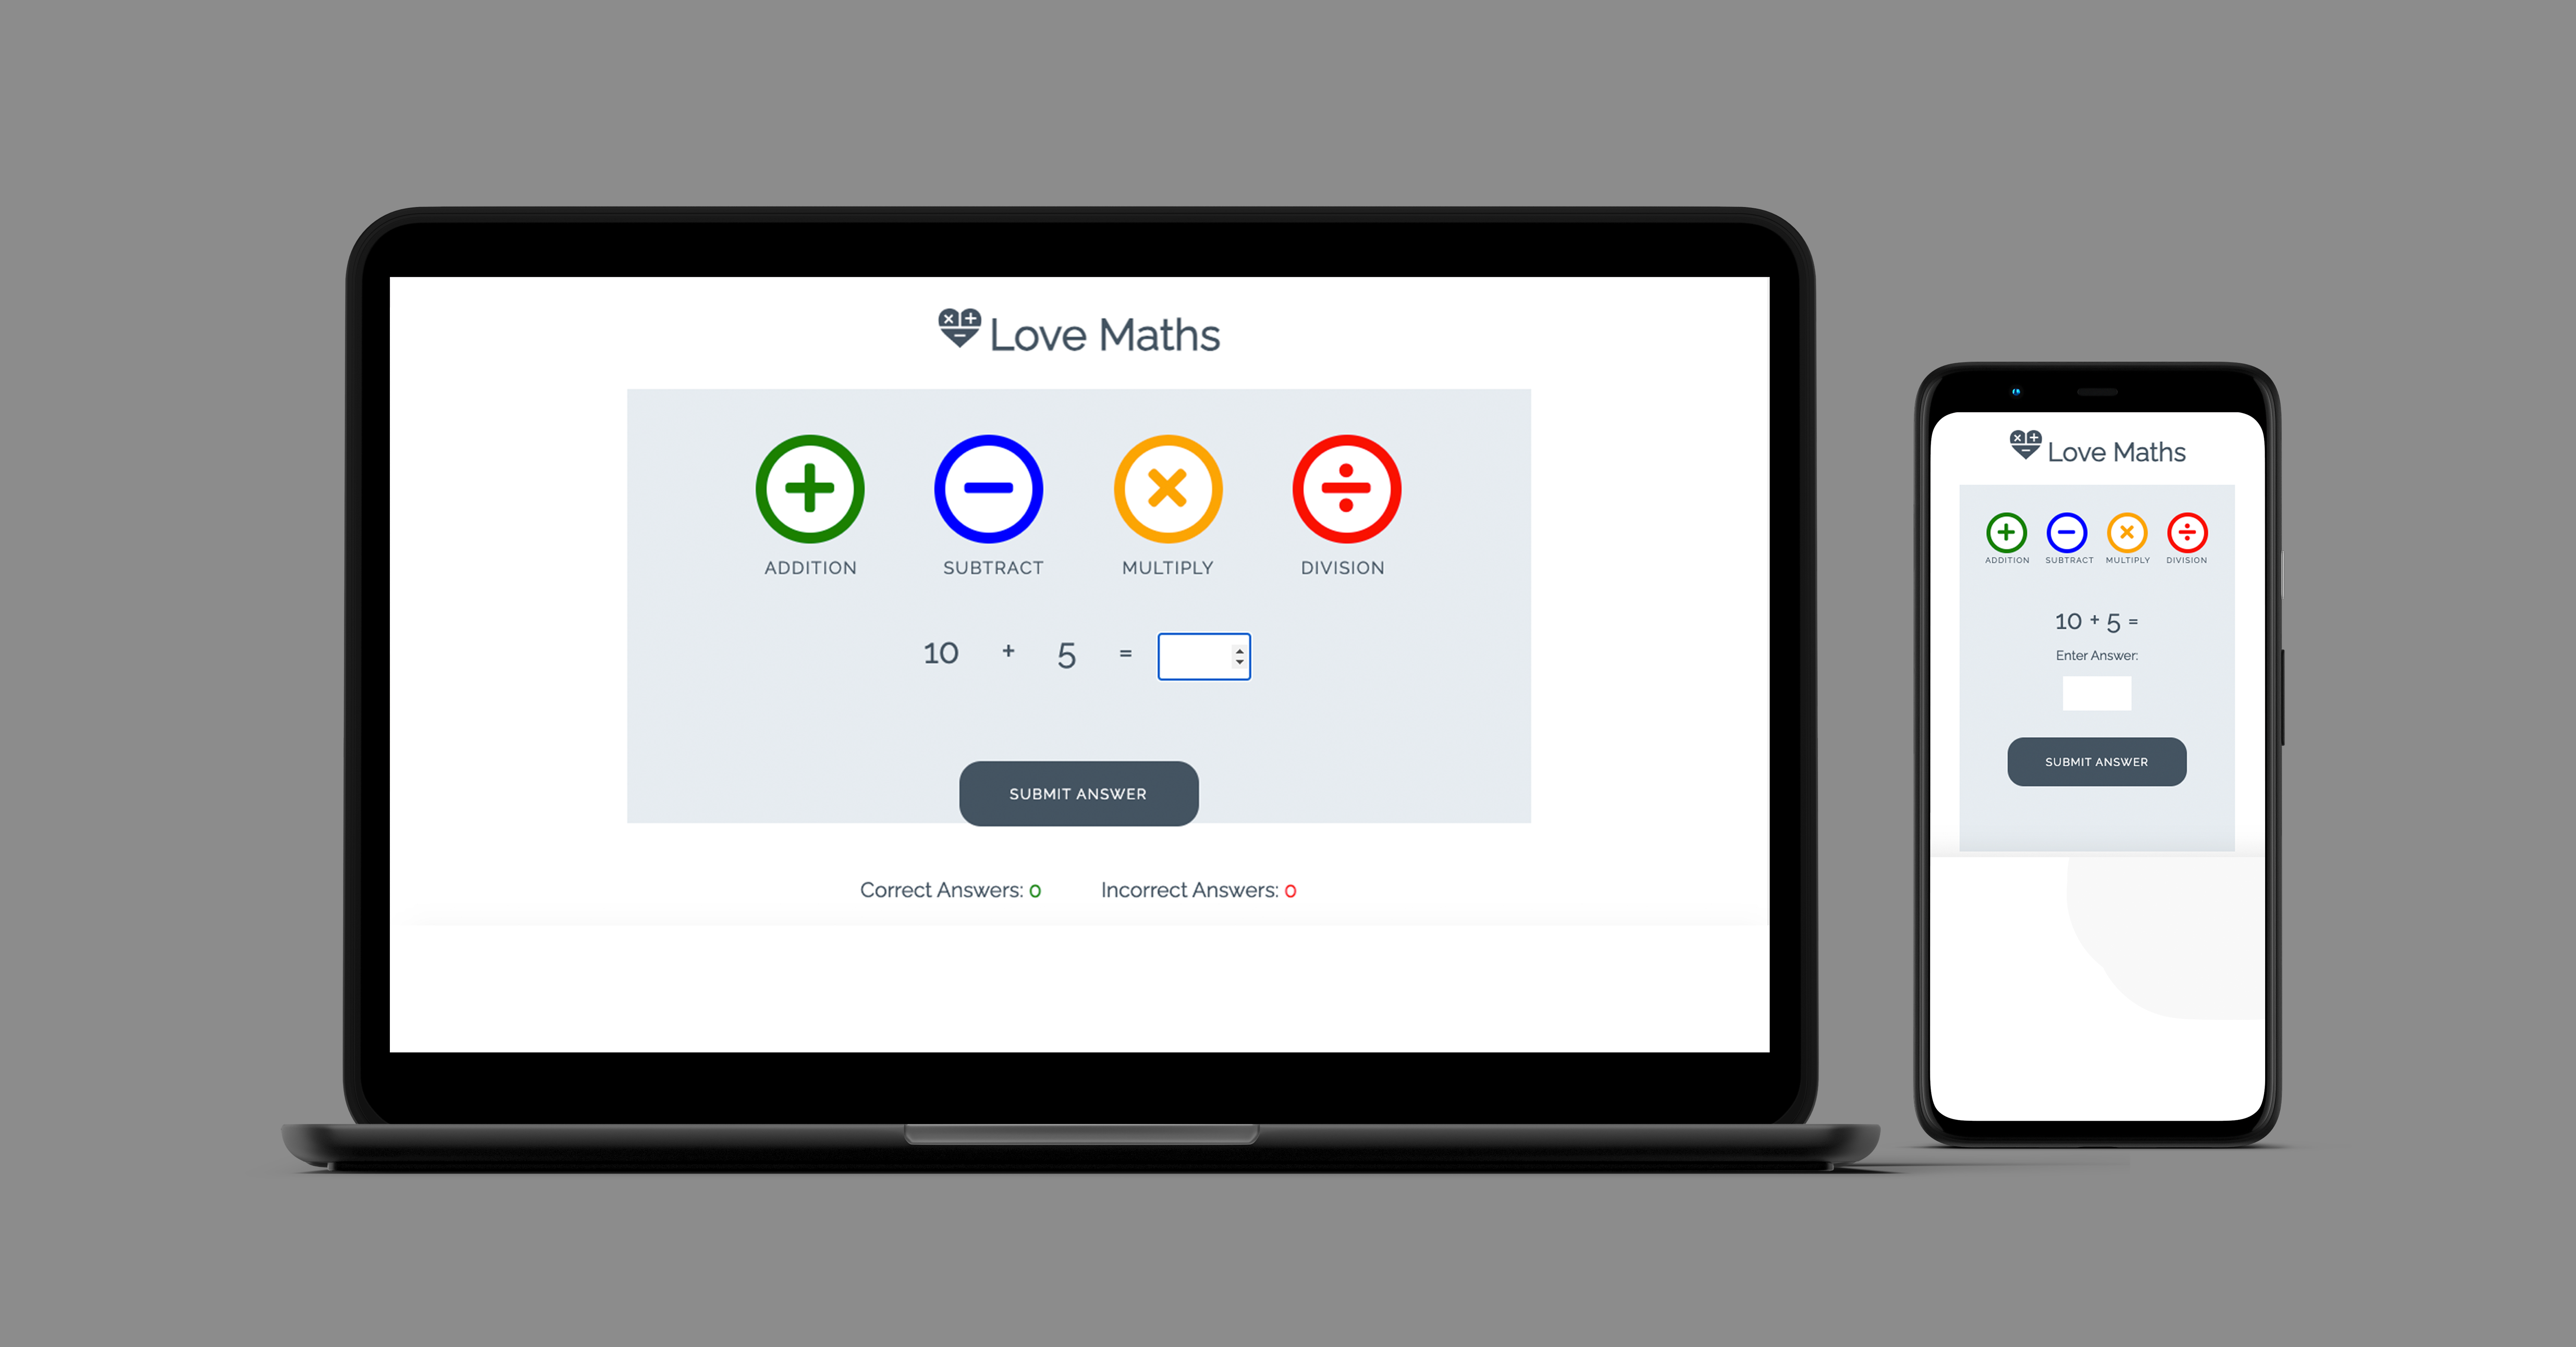 Love Maths
ADDITION SUBTRACT MULTIPLY DIVISION
10 + 5 =
SUBMIT ANSWER
Correct Answers: 0 Incorrect Answers: 0
Love Maths
ADDITION SUBTRACT MULTIPLY DIVISION
10 + 5 =
Enter Answer:
SUBMIT ANSWER